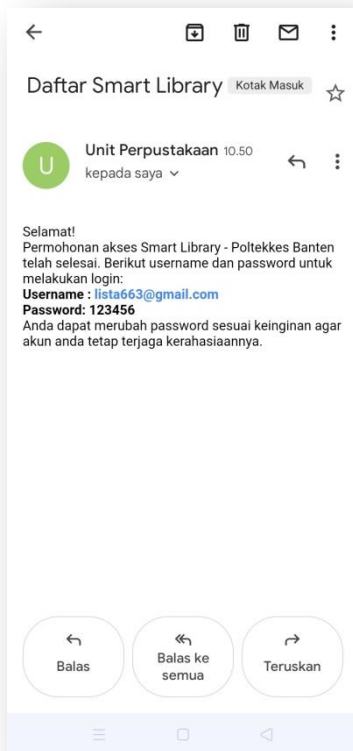 Daftar Smart Library Kotak Masuk
U
Unit Perpustakaan 10.50
kepada saya
Selamat!
Permohonan akses Smart Library - Poltekkes Banten
telah selesai. Berikut username dan password untuk
melakukan login:
Username : lista663@gmail.com
Password: 123456
Anda dapat merubah password sesuai keinginan agar
akun anda tetap terjaga kerahasiaannya.
Balas
Balas ke
semua
Teruskan